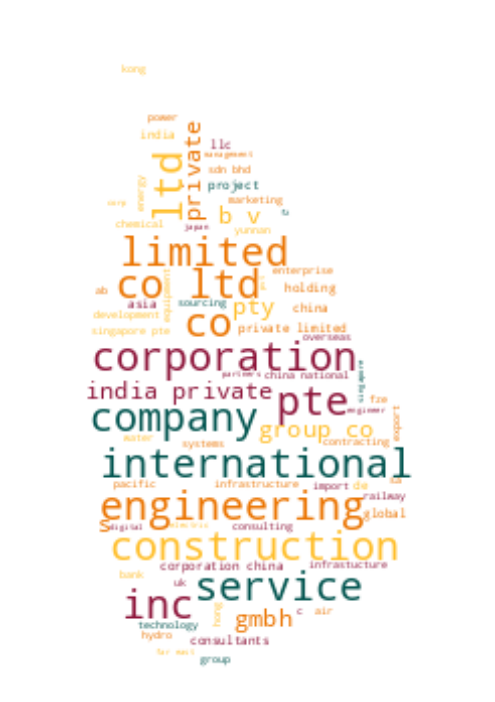 kong
power
india
private
llc
ltd
management
sdn bhd
energy
project
marketing
corp
b v
chemical
japan
yunnan
limited
enterprise
equipment
co ltd
ab
holding
asia
sourcing
pty
china
development
co
singapore pte
private limited
overseas
corporation
partners
china national
singapore
india private
pte
fze
engineer
company
export
group co
water
systems
contracting
international
pacific
infrastructure
import
de
sa
railway
engineering
global
s
digital
electric
consulting
construction
corporation china
infrastucture
bank
uk
service
inc
hong
c
air
gmbh
technology
hydro
consultants
far east
group